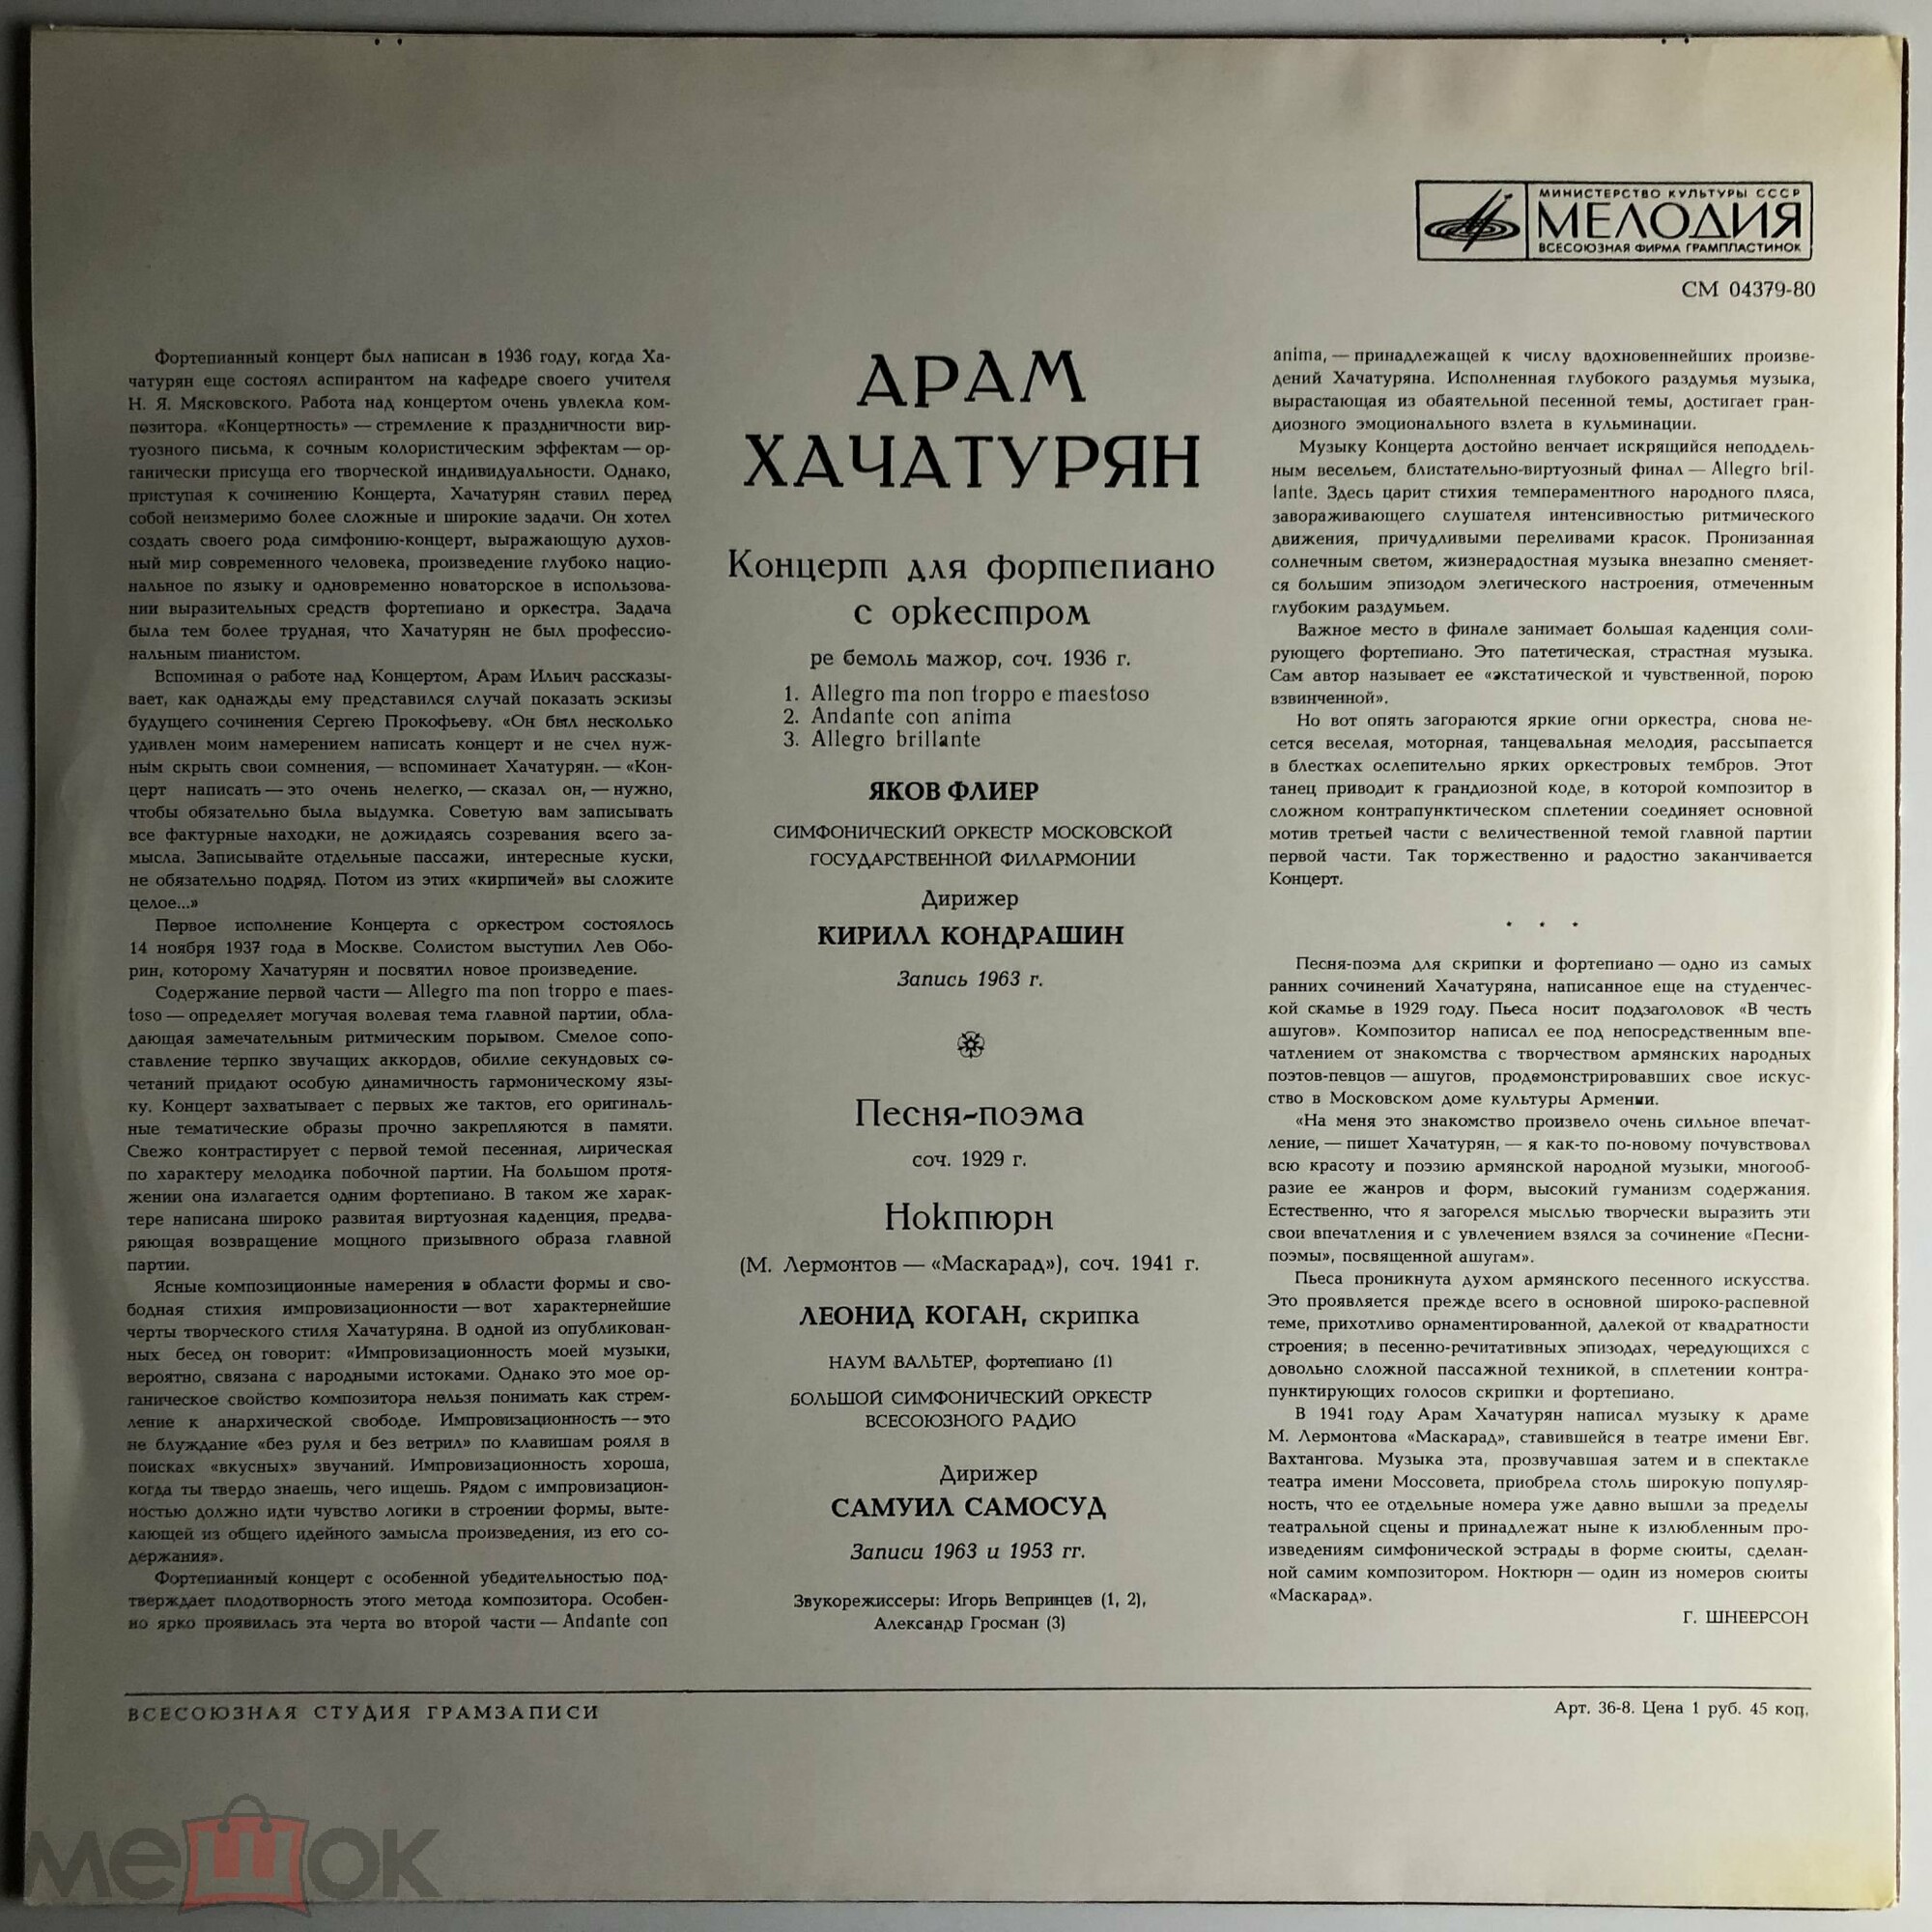 МИНИСТЕРСТВО КУЛЬТУРЫ СССР
МЕЛОДИЯ
ВСЕСОЮЗНАЯ ФИРМА ГРАМПЛАСТИНОК
СМ 04379-80
Фортепианный концерт был написан в 1936 году, когда Ха-
чатурян еще состоял аспирантом на кафедре своего учителя
Н. Я. Мясковского. Работа над концертом очень увлекла ком-
позитора. «Концертность» — стремление к праздничности вир-
туозного письма, к сочным колористическим эффектам — ор-
ганически присуща его творческой индивидуальности. Однако,
приступая к сочинению Концерта, Хачатурян ставил перед
собой неизмеримо более сложные и широкие задачи. Он хотел
создать своего рода симфонию-концерт, выражающую духов-
ный мир современного человека, произведение глубоко нацио-
нальное по языку и одновременно новаторское в использова-
нии выразительных средств фортепиано и оркестра. Задача
была тем более трудная, что Хачатурян не был профессио-
нальным пианистом.
Вспоминая о работе над Концертом, Арам Ильич рассказы-
вает, как однажды ему представился случай показать эскизы
будущего сочинения Сергею Прокофьеву. «Он был несколько
удивлен моим намерением написать концерт и не счел нуж-
ным скрыть свои сомнения, — вспоминает Хачатурян. — «Кон-
церт написать — это очень нелегко, — сказал он, — нужно,
чтобы обязательно была выдумка. Советую вам записывать
все фактурные находки, не дожидаясь созревания всего за-
мысла. Записывайте отдельные пассажи, интересные куски,
не обязательно подряд. Потом из этих «кирпичей» вы сложите
целое...»
Первое исполнение Концерта с оркестром состоялось
14 ноября 1937 года в Москве. Солистом выступил Лев Обо-
рин, которому Хачатурян и посвятил новое произведение.
Содержание первой части — Allegro ma non troppo e maes-
toso — определяет могучая волевая тема главной партии, обла-
дающая замечательным ритмическим порывом. Смелое сопо-
ставление терпко звучащих аккордов, обилие секундовых со-
четаний придают особую динамичность гармоническому язы-
ку. Концерт захватывает с первых же тактов, его оригиналь-
ные тематические образы прочно закрепляются в памяти.
Свежо контрастирует с первой темой песенная, лирическая
по характеру мелодика побочной партии. На большом протя-
жении она излагается одним фортепиано. В таком же харак-
тере написана широко развитая виртуозная каденция, предва-
ряющая возвращение мощного призывного образа главной
партии.
Ясные композиционные намерения в области формы и сво-
бодная стихия импровизационности — вот характернейшие
черты творческого стиля Хачатуряна. В одной из опубликован-
ных бесед он говорит: «Импровизационность моей музыки,
вероятно, связана с народными истоками. Однако это мое ор-
ганическое свойство композитора нельзя понимать как стрем-
ление к анархической свободе. Импровизационность — это
не блуждание «без руля и без ветрил» по клавишам рояля в
поисках «вкусных» звучаний. Импровизационность хороша,
когда ты твердо знаешь, чего ищешь. Рядом с импровизацион-
ностью должно идти чувство логики в строении формы, выте-
кающей из общего идейного замысла произведения, из его со-
держания».
Фортепианный концерт с особенной убедительностью под-
тверждает плодотворность этого метода композитора. Особен-
но ярко проявилась эта черта во второй части — Andante con
АРАМ
ХАЧАТУРЯН
Концерт для фортепиано
с оркестром
ре бемоль мажор, соч. 1936 г.
1. Allegro ma non troppo e maestoso
2. Andante con anima
3. Allegro brillante
ЯКОВ ФЛИЕР
СИМФОНИЧЕСКИЙ ОРКЕСТР МОСКОВСКОЙ
ГОСУДАРСТВЕННОЙ ФИЛАРМОНИИ
Дирижер
КИРИЛЛ КОНДРАШИН
Запись 1963 г.
Песня-поэма
соч. 1929 г.
Ноктюрн
(М. Лермонтов — «Маскарад»), соч. 1941 г.
ЛЕОНИД КОГАН, скрипка
НАУМ ВАЛЬТЕР, фортепиано (1)
БОЛЬШОЙ СИМФОНИЧЕСКИЙ ОРКЕСТР
ВСЕСОЮЗНОГО РАДИО
Дирижер
САМУИЛ САМОСУД
Записи 1963 и 1953 гг.
Звукорежиссеры: Игорь Вепринцев (1, 2),
Александр Гросман (3)
anima, — принадлежащей к числу вдохновеннейших произве-
дений Хачатуряна. Исполненная глубокого раздумья музыка,
вырастающая из обаятельной песенной темы, достигает гран-
диозного эмоционального взлета в кульминации.
Музыку Концерта достойно венчает искрящийся неподдель-
ным весельем, блистательно-виртуозный финал — Allegro bril-
lante. Здесь царит стихия темпераментного народного пляса,
завораживающего слушателя интенсивностью ритмического
движения, причудливыми переливами красок. Пронизанная
солнечным светом, жизнерадостная музыка внезапно сменяет-
ся большим эпизодом элегического настроения, отмеченным
глубоким раздумьем.
Важное место в финале занимает большая каденция соли-
рующего фортепиано. Это патетическая, страстная музыка.
Сам автор называет ее «экстатической и чувственной, порою
взвинченной».
Но вот опять загораются яркие огни оркестра, снова не-
сется веселая, моторная, танцевальная мелодия, рассыпается
в блестках ослепительно ярких оркестровых тембров. Этот
танец приводит к грандиозной коде, в которой композитор в
сложном контрапунктическом сплетении соединяет основной
мотив третьей части с величественной темой главной партии
первой части. Так торжественно и радостно заканчивается
Концерт.
. . .
Песня-поэма для скрипки и фортепиано — одно из самых
ранних сочинений Хачатуряна, написанное еще на студенчес-
кой скамье в 1929 году. Пьеса носит подзаголовок «В честь
ашугов». Композитор написал ее под непосредственным впе-
чатлением от знакомства с творчеством армянских народных
поэтов-певцов — ашугов, продемонстрировавших свое искус-
ство в Московском доме культуры Армении.
«На меня это знакомство произвело очень сильное впечат-
ление, — пишет Хачатурян, — я как-то по-новому почувствовал
всю красоту и поэзию армянской народной музыки, многооб-
разие ее жанров и форм, высокий гуманизм содержания.
Естественно, что я загорелся мыслью творчески выразить эти
свои впечатления и с увлечением взялся за сочинение «Песни-
поэмы», посвященной ашугам».
Пьеса проникнута духом армянского песенного искусства.
Это проявляется прежде всего в основной широко-распевной
теме, прихотливо орнаментированной, далекой от квадратности
строения; в песенно-речитативных эпизодах, чередующихся с
довольно сложной пассажной техникой, в сплетении контра-
пунктирующих голосов скрипки и фортепиано.
В 1941 году Арам Хачатурян написал музыку к драме
М. Лермонтова «Маскарад», ставившейся в театре имени Евг.
Вахтангова. Музыка эта, прозвучавшая затем и в спектакле
театра имени Моссовета, приобрела столь широкую популяр-
ность, что ее отдельные номера уже давно вышли за пределы
театральной сцены и принадлежат ныне к излюбленным про-
изведениям симфонической эстрады в форме сюиты, сделан-
ной самим композитором. Ноктюрн — один из номеров сюиты
«Маскарад».
Г. ШНЕЕРСОН
ВСЕСОЮЗНАЯ СТУДИЯ ГРАМЗАПИСИ
Арт. 36-8. Цена 1 руб. 45 коп.
мешок